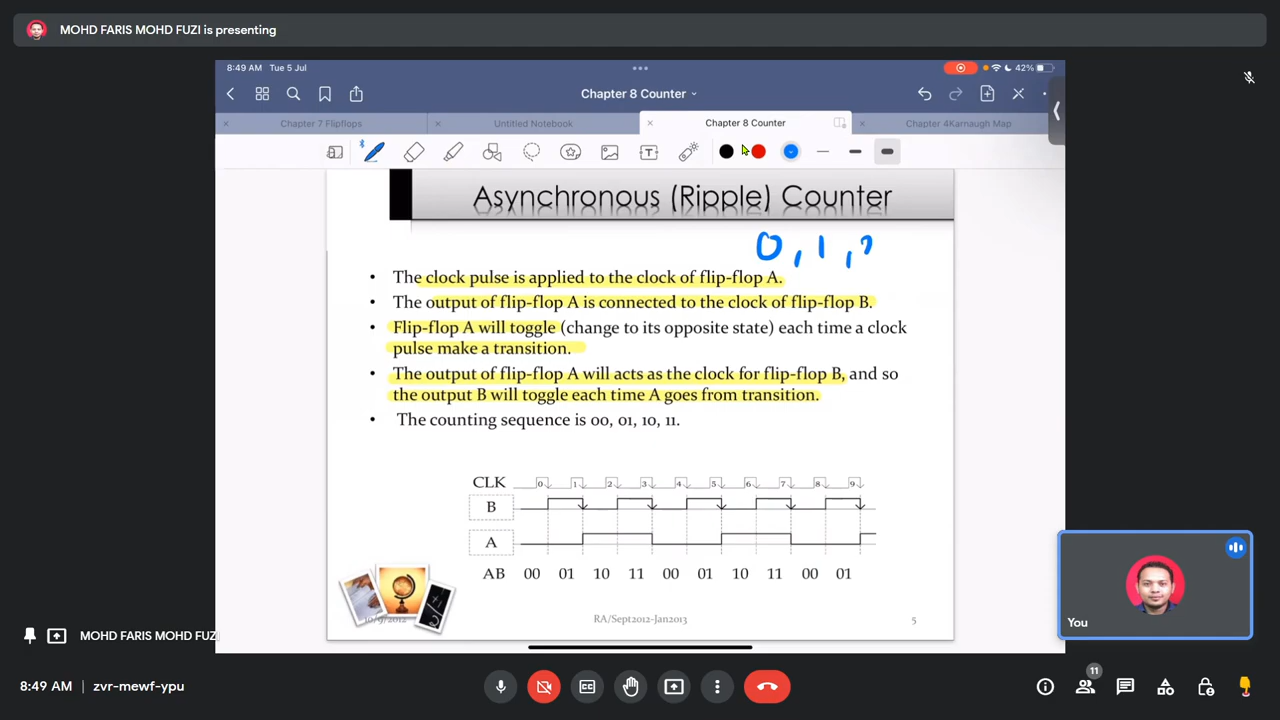 MOHD FARIS MOHD FUZI is presenting
8:49 AM Tue 5 Jul
42%
Chapter 8 Counter
Chapter 7 Flipflops
Untitled Notebook
Chapter 8 Counter
Chapter 4Karnaugh Map
Asynchronous (Ripple) Counter
0, 1,
• The clock pulse is applied to the clock of flip-flop A.
• The output of flip-flop A is connected to the clock of flip-flop B.
• Flip-flop A will toggle (change to its opposite state) each time a clock
pulse make a transition.
• The output of flip-flop A will acts as the clock for flip-flop B, and so
the output B will toggle each time A goes from transition.
• The counting sequence is 00, 01, 10, 11.
CLK 0 1 2 3 4 5 6 7 8 9
B
A
AB 00 01 10 11 00 01 10 11 00 01
10/9/2012 RA/Sept2012-Jan2013 5
You
MOHD FARIS MOHD FUZI
8:49 AM | zvr-mewf-ypu
11